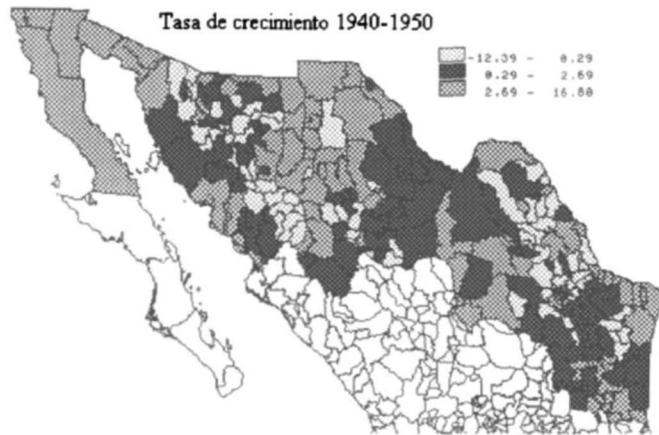 Tasa de crecimiento 1940-1950
-12.39 - 0.29
0.29 - 2.69
2.69 - 16.80